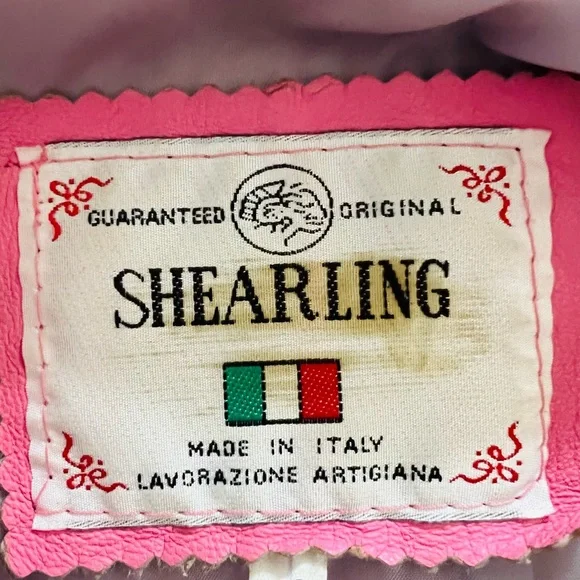 GUARANTEED ORIGINAL
SHEARLING
MADE IN ITALY
LAVORAZIONE ARTIGIANA